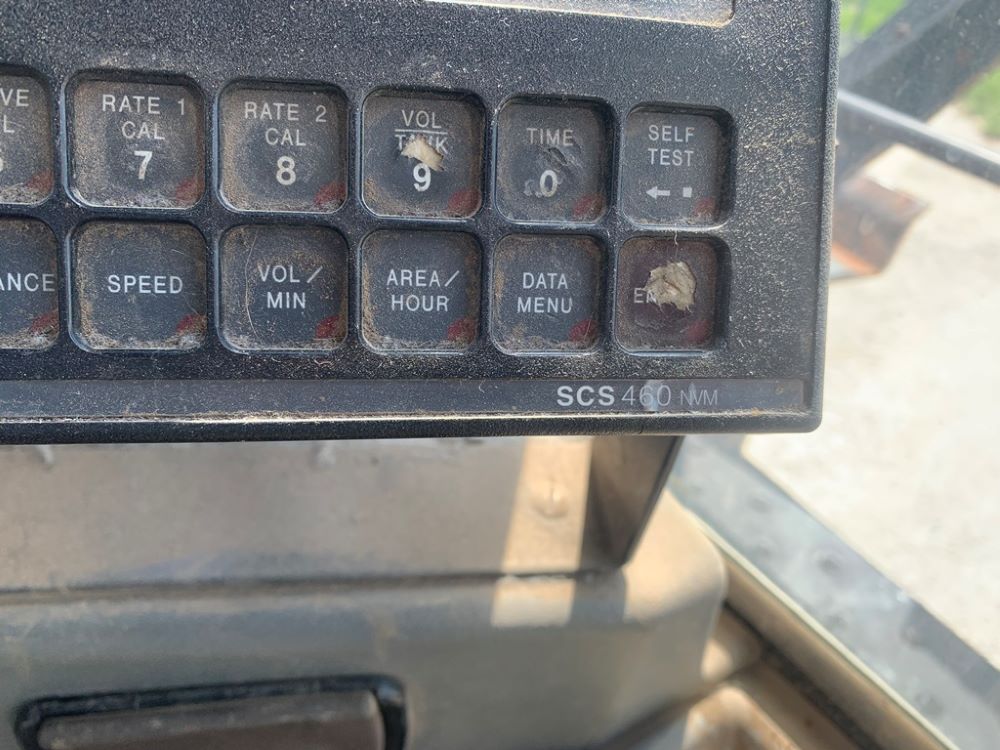 RATE 1
CAL
7
RATE 2
CAL
8
VOL
9
TIME
0
SELF
TEST
SPEED
VOL/
MIN
AREA/
HOUR
DATA
MENU
SCS 460 NVM